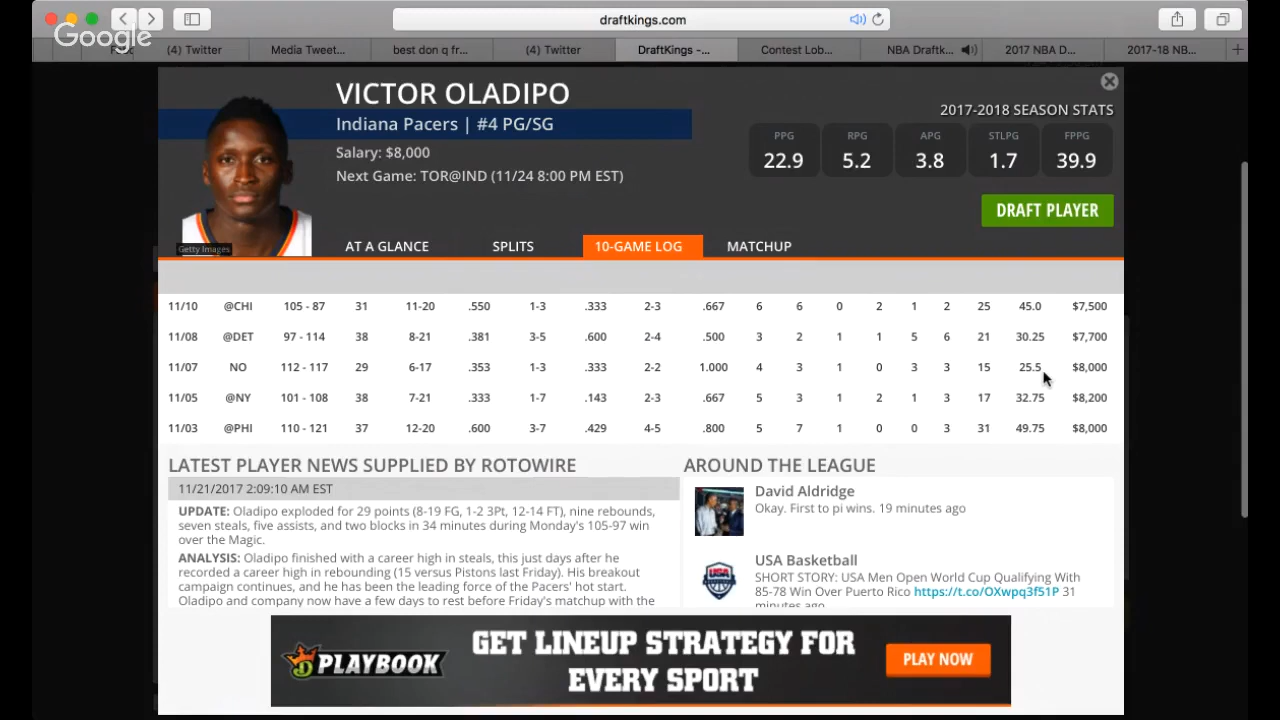 Google
draftkings.com
(4) Twitter
Media Tweet...
best don q fr...
(4) Twitter
DraftKings -...
Contest Lob...
NBA Draftk...
2017 NBA D...
2017-18 NB...
VICTOR OLADIPO
Indiana Pacers | #4 PG/SG
Salary: $8,000
Next Game: TOR@IND (11/24 8:00 PM EST)
2017-2018 SEASON STATS
PPG RPG APG STLPG FPPG
22.9 5.2 3.8 1.7 39.9
DRAFT PLAYER
Getty Images
AT A GLANCE SPLITS 10-GAME LOG MATCHUP
11/10 @CHI 105 - 87 31 11-20 .550 1-3 .333 2-3 .667 6 6 0 2 1 2 25 45.0 $7,500
11/08 @DET 97 - 114 38 8-21 .381 3-5 .600 2-4 .500 3 2 1 1 5 6 21 30.25 $7,700
11/07 NO 112 - 117 29 6-17 .353 1-3 .333 2-2 1.000 4 3 1 0 3 3 15 25.5 $8,000
11/05 @NY 101 - 108 38 7-21 .333 1-7 .143 2-3 .667 5 3 1 2 1 3 17 32.75 $8,200
11/03 @PHI 110 - 121 37 12-20 .600 3-7 .429 4-5 .800 5 7 1 0 0 3 31 49.75 $8,000
LATEST PLAYER NEWS SUPPLIED BY ROTOWIRE
11/21/2017 2:09:10 AM EST
UPDATE: Oladipo exploded for 29 points (8-19 FG, 1-2 3Pt, 12-14 FT), nine rebounds,
seven steals, five assists, and two blocks in 34 minutes during Monday's 105-97 win
over the Magic.
ANALYSIS: Oladipo finished with a career high in steals, this just days after he
recorded a career high in rebounding (15 versus Pistons last Friday). His breakout
campaign continues, and he has been the leading force of the Pacers' hot start.
Oladipo and company now have a few days to rest before Friday's matchup with the
AROUND THE LEAGUE
David Aldridge
Okay. First to pi wins. 19 minutes ago
USA Basketball
SHORT STORY: USA Men Open World Cup Qualifying With
85-78 Win Over Puerto Rico https://t.co/OXwpq3f51P 31
minutes ago
PLAYBOOK
GET LINEUP STRATEGY FOR
EVERY SPORT
PLAY NOW